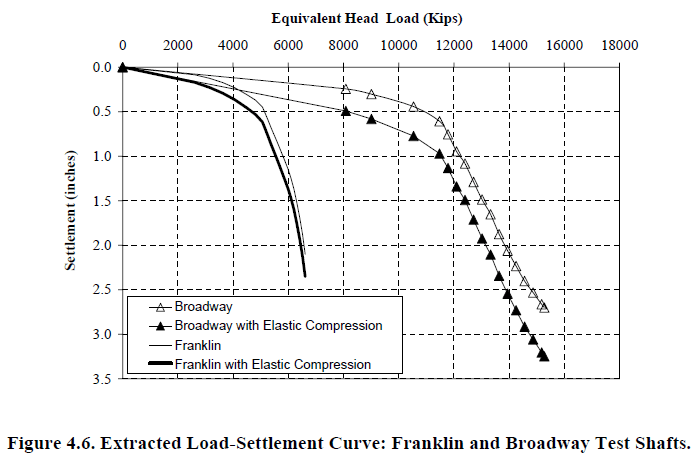 Equivalent Head Load (Kips)
0 2000 4000 6000 8000 10000 12000 14000 16000 18000
0.0
0.5
1.0
1.5
2.0
2.5
3.0
3.5
Settlement (inches)
Broadway
Broadway with Elastic Compression
Franklin
Franklin with Elastic Compression
Figure 4.6. Extracted Load-Settlement Curve: Franklin and Broadway Test Shafts.